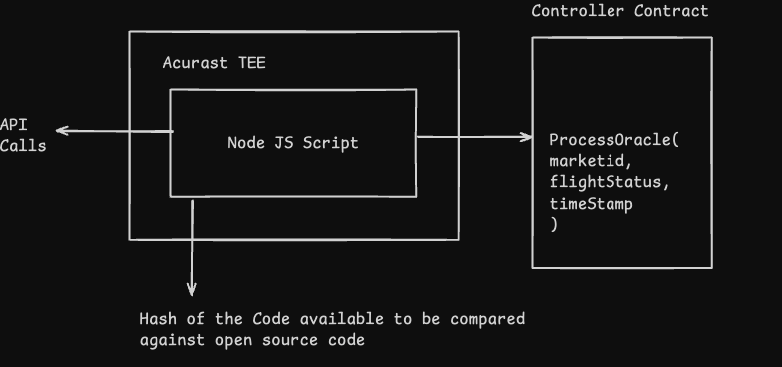 Controller Contract
Acurast TEE
API
Calls
Node JS Script
ProcessOracle(
marketid,
flightStatus,
timeStamp
)
Hash of the Code available to be compared
against open source code